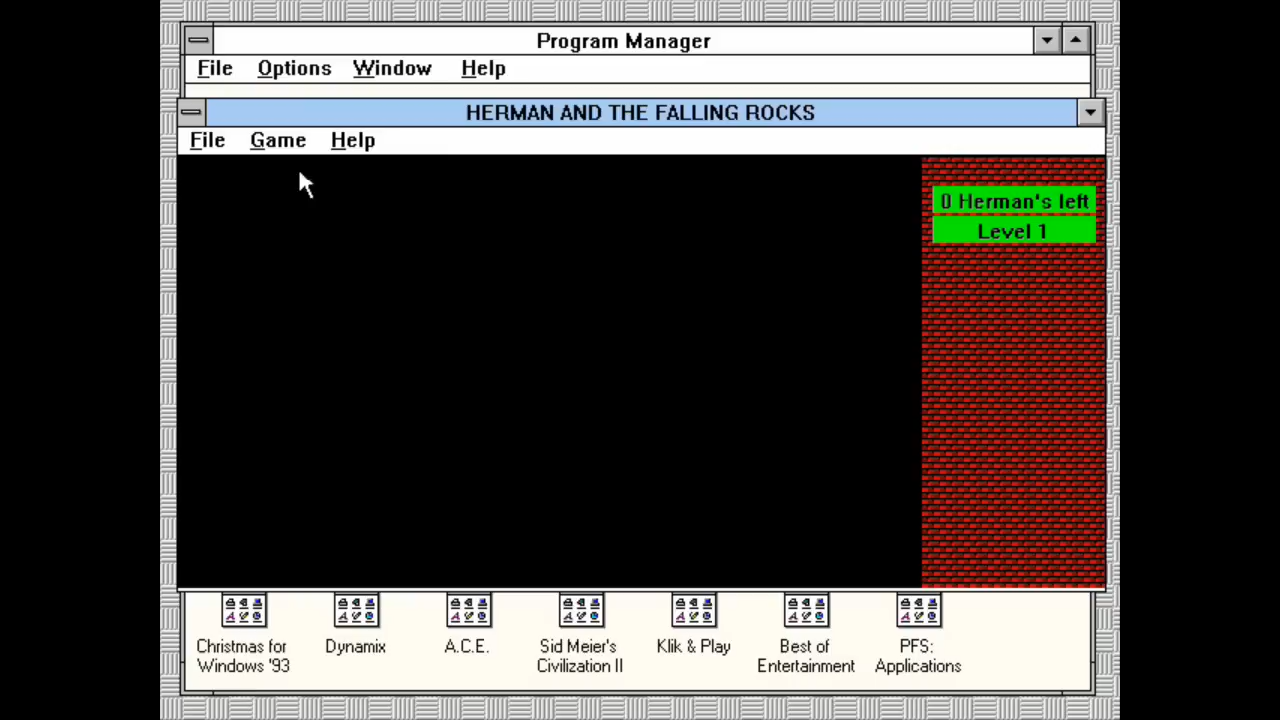 Program Manager
File Options Window Help
HERMAN AND THE FALLING ROCKS
File Game Help
0 Herman's left
Level 1
Christmas for Windows '93
Dynamix
A.C.E.
Sid Meier's Civilization II
Klik & Play
Best of Entertainment
PFS: Applications